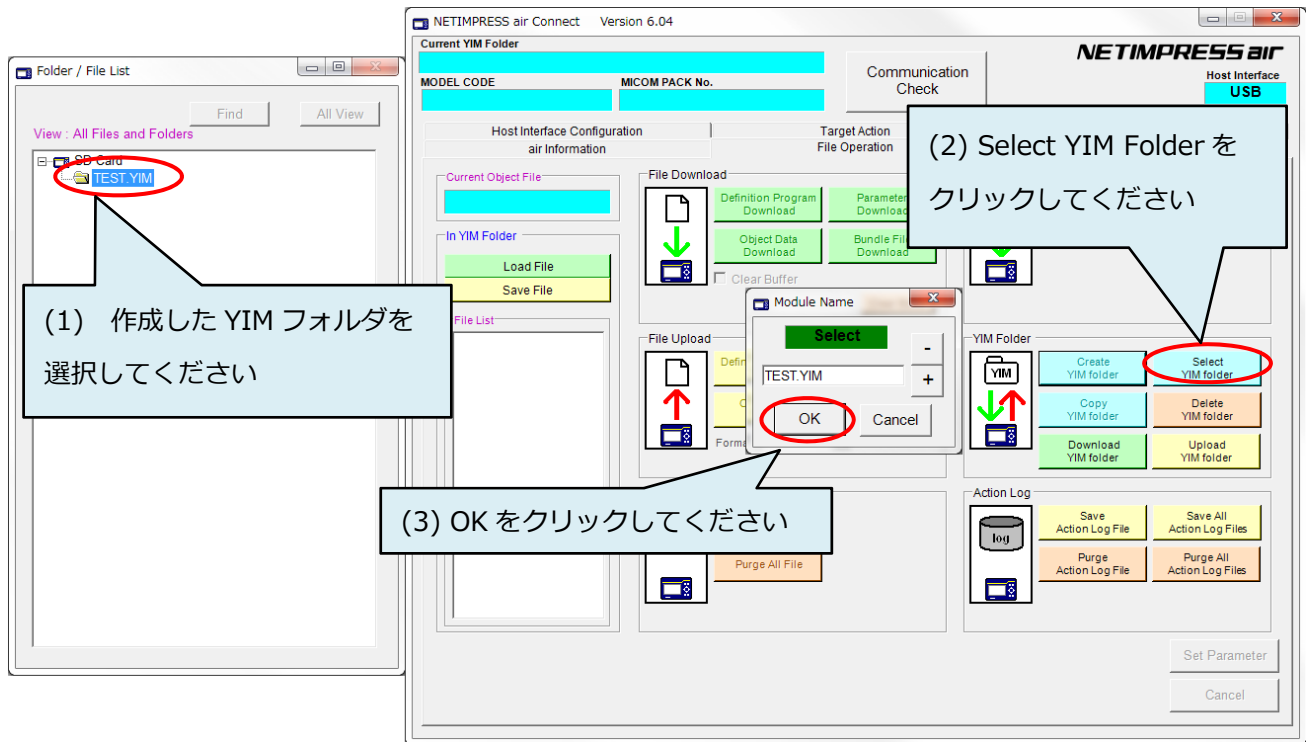 Folder / File List
Find
All View
View : All Files and Folders
SD Card
TEST.YIM
(1) 作成した YIM フォルダを
選択してください
NETIMPRESS air Connect Version 6.04
Current YIM Folder
MODEL CODE
MICOM PACK No.
Communication
Check
NETIMPRESS air
Host Interface
USB
Host Interface Configuration
Target Action
air Information
File Operation
(2) Select YIM Folder を
クリックしてください
Current Object File
In YIM Folder
Load File
Save File
File List
File Download
Definition Program
Download
Parameter
Download
Object Data
Download
Bundle File
Download
Clear Buffer
Module Name
Select
TEST.YIM
-
+
OK
Cancel
File Upload
(3) OK をクリックしてください
Purge All File
YIM Folder
YIM
Create
YIM folder
Select
YIM folder
Copy
YIM folder
Delete
YIM folder
Download
YIM folder
Upload
YIM folder
Action Log
log
Save
Action Log File
Save All
Action Log Files
Purge
Action Log File
Purge All
Action Log Files
Set Parameter
Cancel